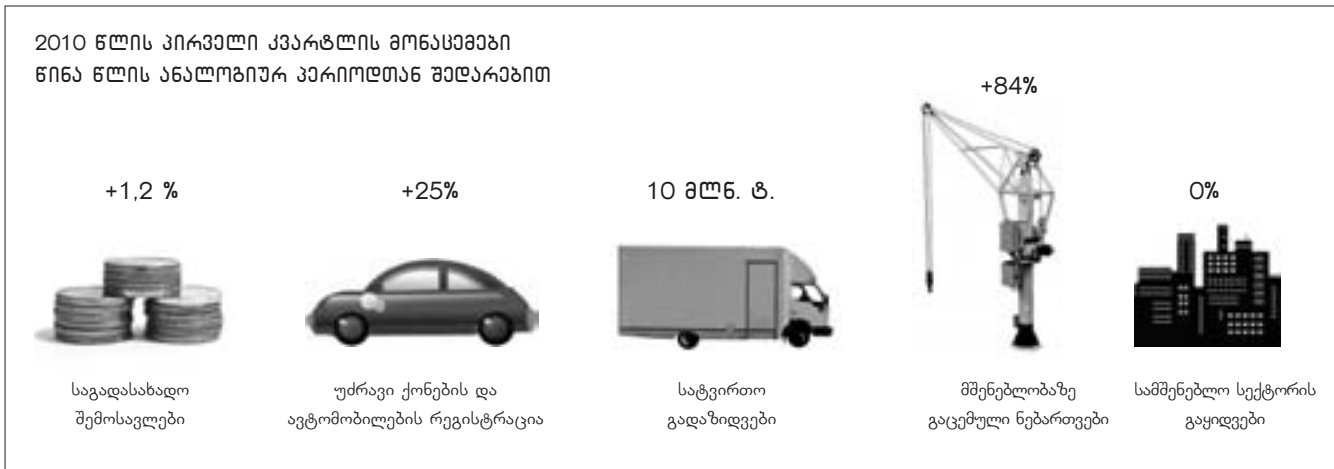 2010 წლის პირველი კვარტლის მონაცემები
წინა წლის ანალოგიურ პერიოდთან შედარებით
+1,2 %
საგადასახადო
შემოსავლები
+25%
უძრავი ქონების და
ავტომობილების რეგისტრაცია
10 მლნ. ტ.
სატვირთო
გადაზიდვები
+84%
მშენებლობაზე
გაცემული ნებართვები
0%
სამშენებლო სექტორის
გაყიდვები